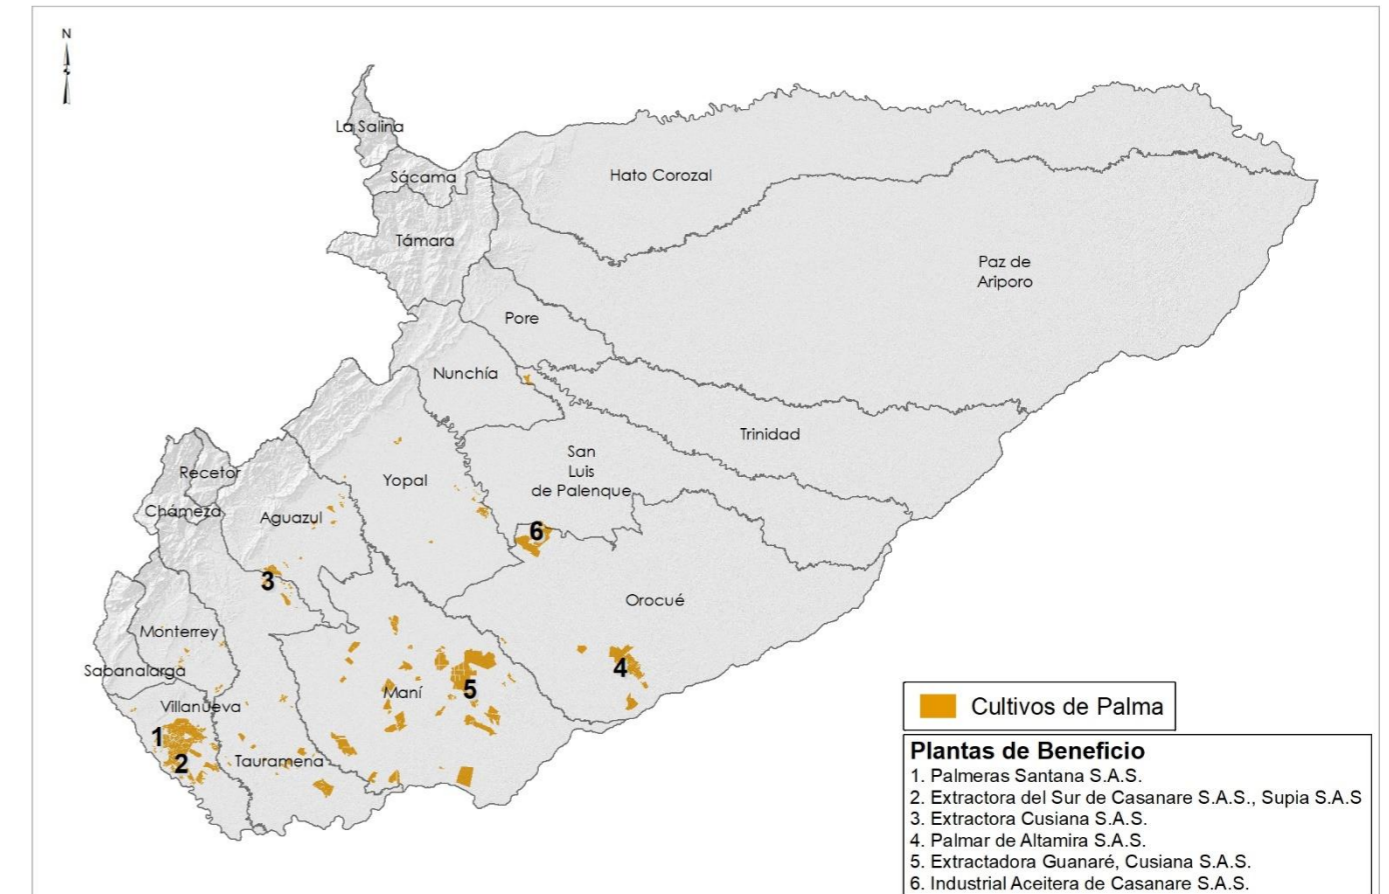 N
La Salina
Sácama
Hato Corozal
Támara
Paz de
Ariporo
Pore
Nunchía
Trinidad
San
Luis
de Palenque
Recetor
Yopal
Chámeza
Aguazul
6
3
Orocué
Monterrey
Sabanalarga
4
5
Maní
Villanueva
1
2
Tauramena
Cultivos de Palma
Plantas de Beneficio
1. Palmeras Santana S.A.S.
2. Extractora del Sur de Casanare S.A.S., Supia S.A.S
3. Extractora Cusiana S.A.S.
4. Palmar de Altamira S.A.S.
5. Extractadora Guanaré, Cusiana S.A.S.
6. Industrial Aceitera de Casanare S.A.S.